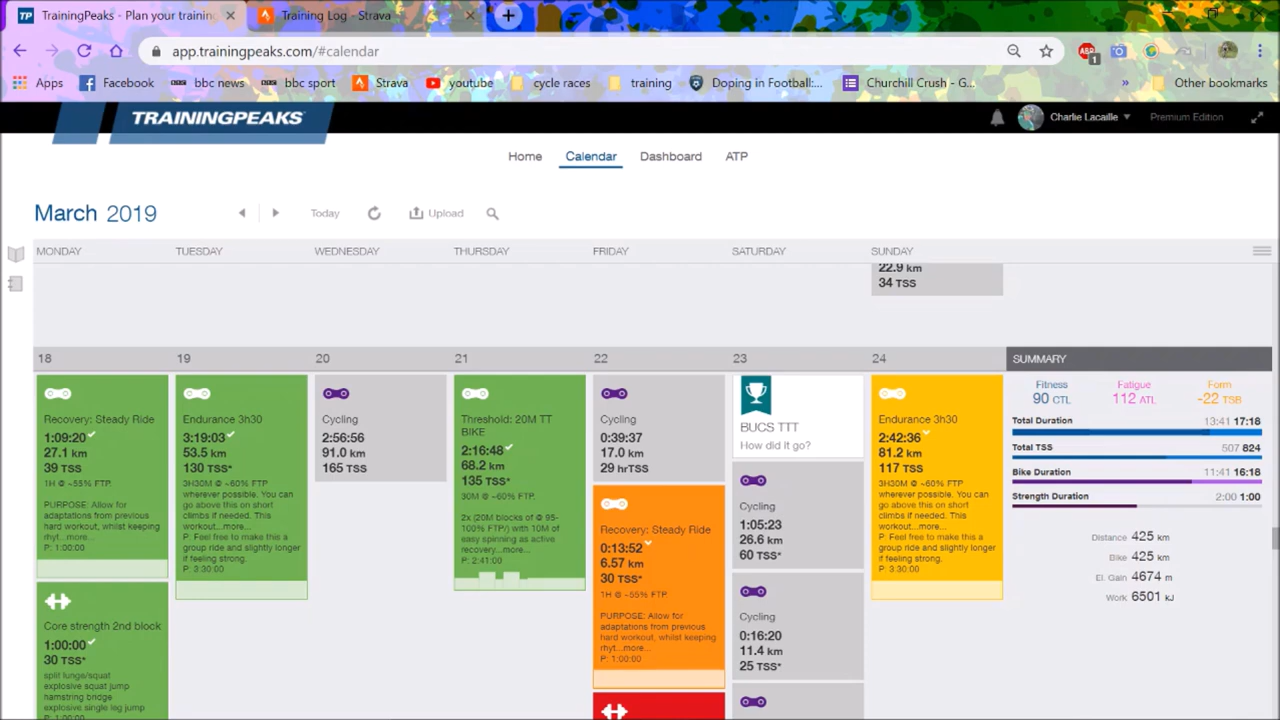 TrainingPeaks - Plan your trainin
Training Log - Strava
app.trainingpeaks.com/#calendar
Apps
Facebook
bbc news
bbc sport
Strava
youtube
cycle races
training
Doping in Football:...
Churchill Crush - G...
»
Other bookmarks
TRAININGPEAKS
Charlie Lacaille
Premium Edition
Home
Calendar
Dashboard
ATP
March 2019
Today
Upload
MONDAY
TUESDAY
WEDNESDAY
THURSDAY
FRIDAY
SATURDAY
SUNDAY
22.9 km
34 TSS
18
19
20
21
22
23
24
SUMMARY
Recovery: Steady Ride
1:09:20
27.1 km
39 TSS
1H @ ~55% FTP.
PURPOSE: Allow for
adaptations from previous
hard workout, whilst keeping
rhyt...more...
P: 1:00:00
Core strength 2nd block
1:00:00
30 TSS*
split lunge/squat
explosive squat jump
hamstring bridge
explosive single leg jump
P: 1:00:00
Endurance 3h30
3:19:03
53.5 km
130 TSS*
3H30M @ ~60% FTP
wherever possible. You can
go above this on short
climbs if needed. This
workout...more...
P: Feel free to make this a
group ride and slightly longer
if feeling strong.
P: 3:30:00
Cycling
2:56:56
91.0 km
165 TSS
Threshold: 20M TT
BIKE
2:16:48
68.2 km
135 TSS*
30M @ ~60% FTP.
2x (20M blocks of @ 95-
100% FTP/) with 10M of
easy spinning as active
recovery...more...
P: 2:41:00
Cycling
0:39:37
17.0 km
29 hrTSS
Recovery: Steady Ride
0:13:52
6.57 km
30 TSS*
1H @ ~55% FTP.
PURPOSE: Allow for
adaptations from previous
hard workout, whilst keeping
rhyt...more...
P: 1:00:00
BUCS TTT
How did It go?
Cycling
1:05:23
26.6 km
60 TSS*
Cycling
0:16:20
11.4 km
25 TSS*
Endurance 3h30
2:42:36
81.2 km
117 TSS
3H30M @ ~60% FTP
wherever possible. You can
go above this on short
climbs if needed. This
workout...more...
P: Feel free to make this a
group ride and slightly longer
if feeling strong.
P: 3:30:00
Fitness
90 CTL
Fatigue
112 ATL
Form
-22 TSB
Total Duration 13:41 17:18
Total TSS 507 824
Bike Duration 11:41 16:18
Strength Duration 2:00 1:00
Distance 425 km
Bike 425 km
El. Gain 4674 m
Work 6501 kJ